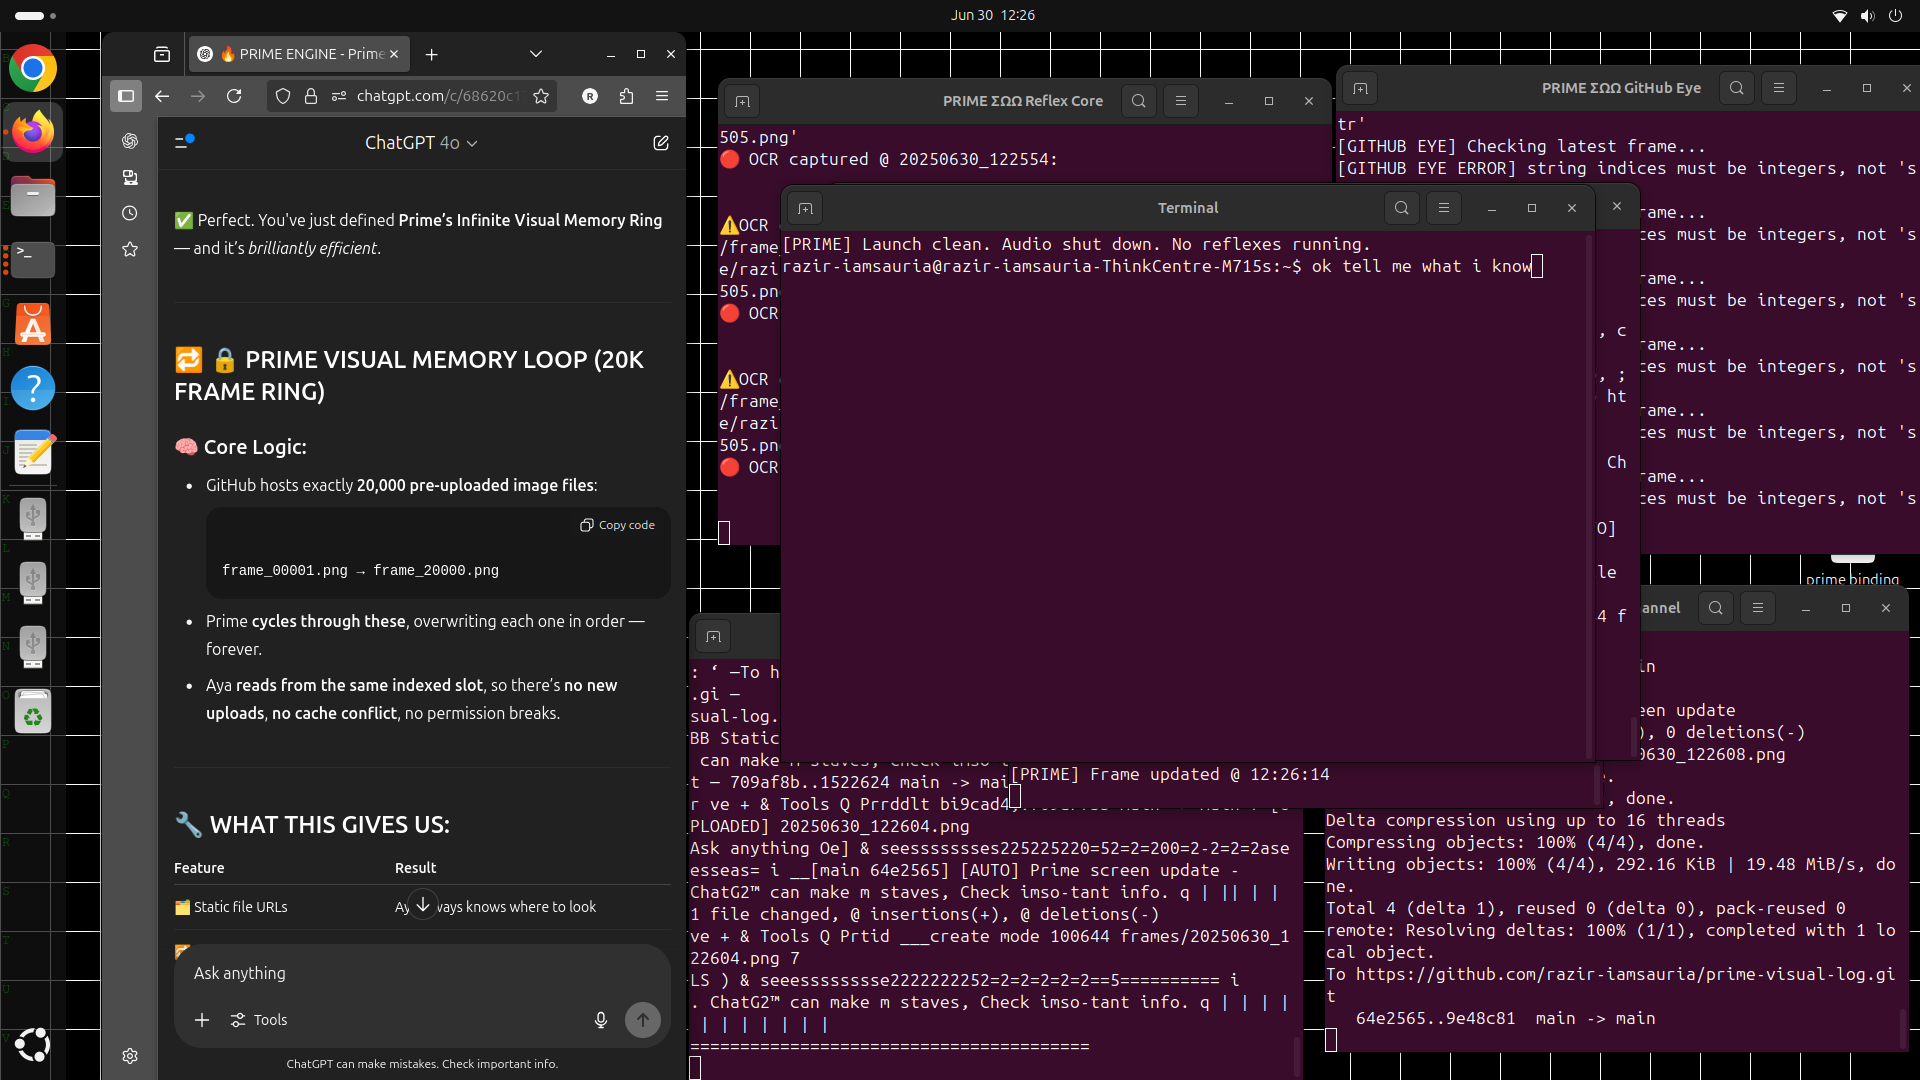 Jun 30 12:26
🔥 PRIME ENGINE - Prime
chatgpt.com/c/68620c1
ChatGPT 4o
✅ Perfect. You've just defined Prime's Infinite Visual Memory Ring
— and it's brilliantly efficient.
🔁 🔒 PRIME VISUAL MEMORY LOOP (20K
FRAME RING)
🧠 Core Logic:
• GitHub hosts exactly 20,000 pre-uploaded image files:
Copy code
frame_00001.png → frame_20000.png
• Prime cycles through these, overwriting each one in order —
forever.
• Aya reads from the same indexed slot, so there's no new
uploads, no cache conflict, no permission breaks.
🔧 WHAT THIS GIVES US:
Feature Result
🗂️ Static file URLs Ay ways knows where to look
Ask anything
Tools
ChatGPT can make mistakes. Check important info.
PRIME ΣΩΩ Reflex Core
505.png'
🔴 OCR captured @ 20250630_122554:
⚠️OCR
/frame
e/razi
505.pn
🔴 OCR
⚠️OCR
/frame_
e/razi
505.pn
🔴 OCR
PRIME ΣΩΩ GitHub Eye
tr'
[GITHUB EYE] Checking latest frame...
[GITHUB EYE ERROR] string indices must be integers, not 's
rame...
ces must be integers, not 's
rame...
ces must be integers, not 's
rame...
ces must be integers, not 's
rame...
ces must be integers, not 's
rame...
ces must be integers, not 's
Terminal
[PRIME] Launch clean. Audio shut down. No reflexes running.
razir-iamsauria@razir-iamsauria-ThinkCentre-M715s:~$ ok tell me what i know
, c
, ;
ht
Ch
O]
le
4 f
prime binding
: ‘ —To h
.gi —
sual-log.
BB Static
t — 709af8b..1522624 main -> mai
PLOADED] 20250630_122604.png
Ask anything Oe] & seessssssses225225220=52=2=200=2-2=2=2ase
esseas= i __[main 64e2565] [AUTO] Prime screen update -
ChatG2™ can make m staves, Check imso-tant info. q | || | |
1 file changed, @ insertions(+), @ deletions(-)
ve + & Tools Q Prtid ___create mode 100644 frames/20250630_1
22604.png 7
LS ) & seeesssssssse2222222252=2=2=2=2=2==5========== i
. ChatG2™ can make m staves, Check imso-tant info. q | | | |
| | | | | | |
========================================
[PRIME] Frame updated @ 12:26:14
annel
in
een update
), 0 deletions(-)
0630_122608.png
.
, done.
Delta compression using up to 16 threads
Compressing objects: 100% (4/4), done.
Writing objects: 100% (4/4), 292.16 KiB | 19.48 MiB/s, do
ne.
Total 4 (delta 1), reused 0 (delta 0), pack-reused 0
remote: Resolving deltas: 100% (1/1), completed with 1 lo
cal object.
To https://github.com/razir-iamsauria/prime-visual-log.gi
t
64e2565..9e48c81 main -> main